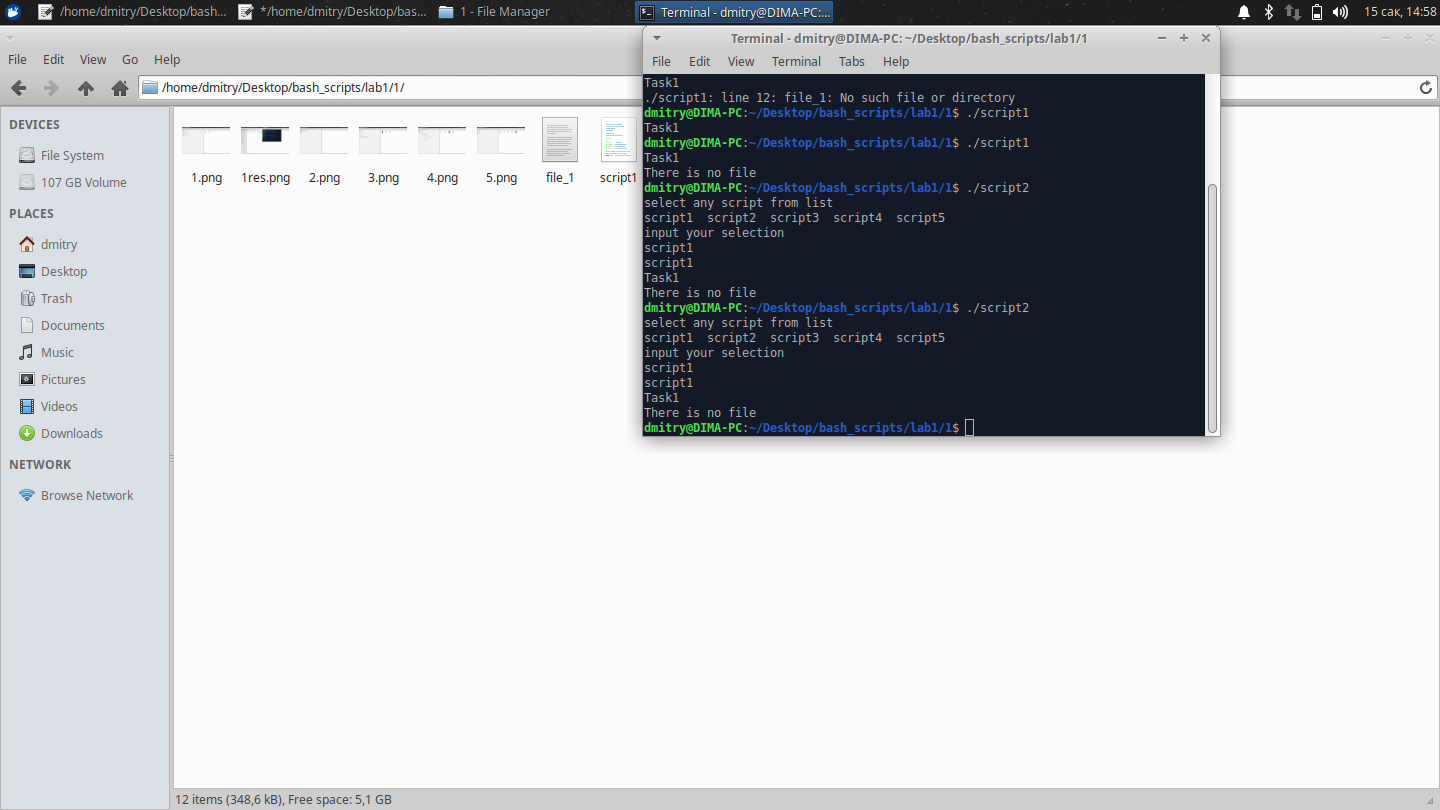 /home/dmitry/Desktop/bash...
*/home/dmitry/Desktop/bas...
1 - File Manager
Terminal - dmitry@DIMA-PC:...
15 сак, 14:58
File Edit View Go Help
/home/dmitry/Desktop/bash_scripts/lab1/1/
DEVICES
File System
107 GB Volume
PLACES
dmitry
Desktop
Trash
Documents
Music
Pictures
Videos
Downloads
NETWORK
Browse Network
1.png 1res.png 2.png 3.png 4.png 5.png file_1 script1
12 items (348,6 kB), Free space: 5,1 GB
Terminal - dmitry@DIMA-PC: ~/Desktop/bash_scripts/lab1/1
File Edit View Terminal Tabs Help
Task1
./script1: line 12: file_1: No such file or directory
dmitry@DIMA-PC:~/Desktop/bash_scripts/lab1/1$ ./script1
Task1
dmitry@DIMA-PC:~/Desktop/bash_scripts/lab1/1$ ./script1
Task1
There is no file
dmitry@DIMA-PC:~/Desktop/bash_scripts/lab1/1$ ./script2
select any script from list
script1 script2 script3 script4 script5
input your selection
script1
script1
Task1
There is no file
dmitry@DIMA-PC:~/Desktop/bash_scripts/lab1/1$ ./script2
select any script from list
script1 script2 script3 script4 script5
input your selection
script1
script1
Task1
There is no file
dmitry@DIMA-PC:~/Desktop/bash_scripts/lab1/1$